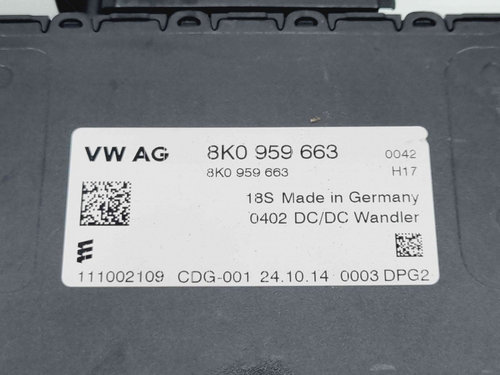 VW AG 8K0 959 663 0042
8K0 959 663 H17
18S Made in Germany
0402 DC/DC Wandler
111002109 CDG-001 24.10.14 0003 DPG2